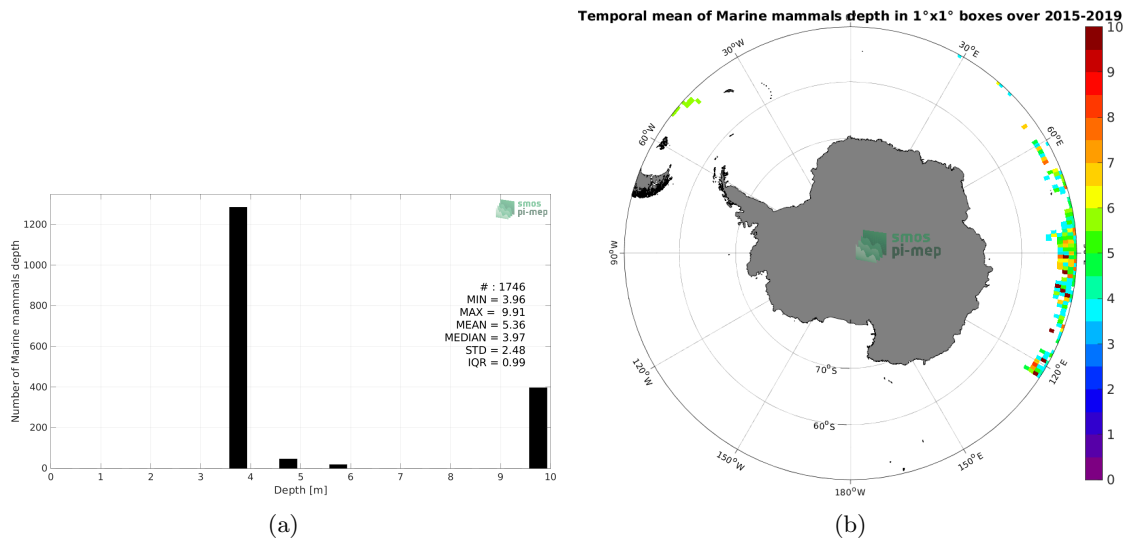 Temporal mean of Marine mammals depth in 1°x1° boxes over 2015-2019
smos
pi-mep
Number of Marine mammals depth
1200
1000
800
600
400
200
0
# : 1746
MIN = 3.96
MAX = 9.91
MEAN = 5.36
MEDIAN = 3.97
STD = 2.48
IQR = 0.99
0 1 2 3 4 5 6 7 8 9 10
Depth [m]
(a)
30°W
30°E
60°W
60°E
90°W
120°W
120°E
150°W
150°E
180°W
70°S
60°S
smos
pi-mep
10
9
8
7
6
5
4
3
2
1
0
(b)